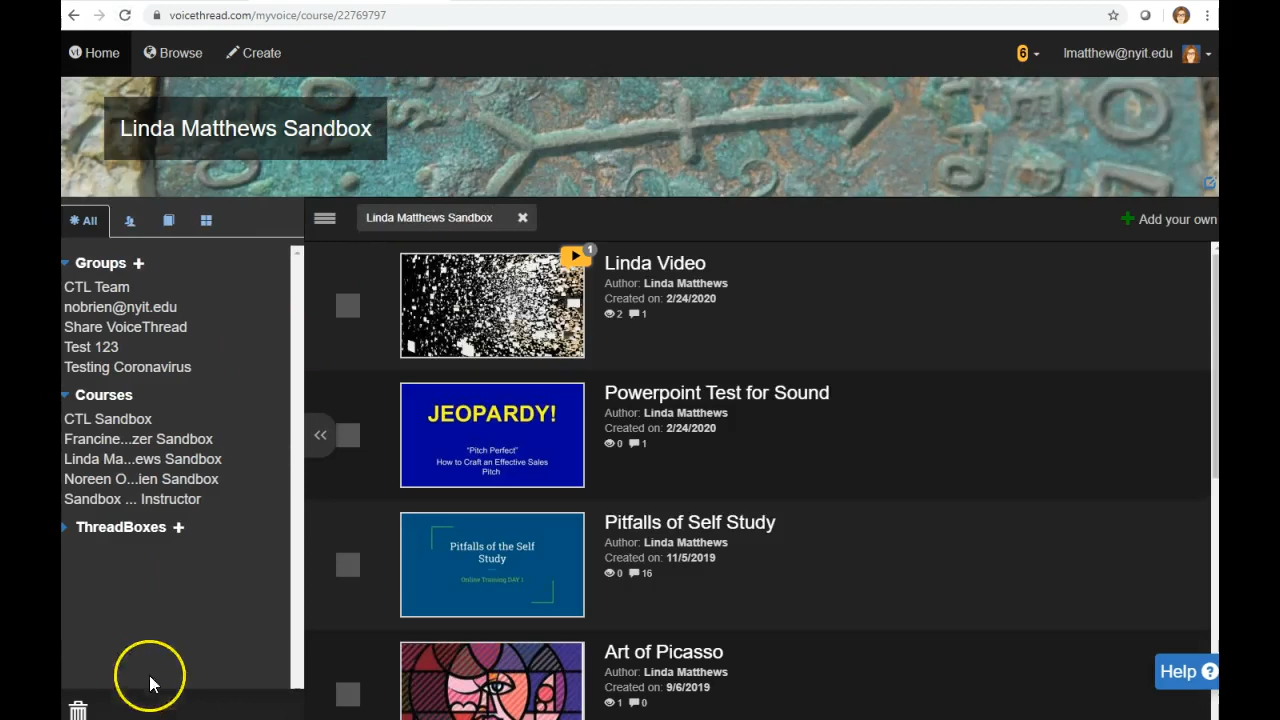 voicethread.com/myvoice/course/22769797
Home Browse Create 6 lmatthew@nyit.edu
Linda Matthews Sandbox
All
Linda Matthews Sandbox
Add your own
Groups
CTL Team
nobrien@nyit.edu
Share VoiceThread
Test 123
Testing Coronavirus
Courses
CTL Sandbox
Francine...zer Sandbox
Linda Ma...ews Sandbox
Noreen O...ien Sandbox
Sandbox ... Instructor
ThreadBoxes
1
Linda Video
Author: Linda Matthews
Created on: 2/24/2020
2 1
JEOPARDY!
"Pitch Perfect"
How to Craft an Effective Sales
Pitch
Powerpoint Test for Sound
Author: Linda Matthews
Created on: 2/24/2020
0 1
Pitfalls of the Self
Study
Online Training DAY 1
Pitfalls of Self Study
Author: Linda Matthews
Created on: 11/5/2019
0 16
Art of Picasso
Author: Linda Matthews
Created on: 9/6/2019
1 0
Help ?